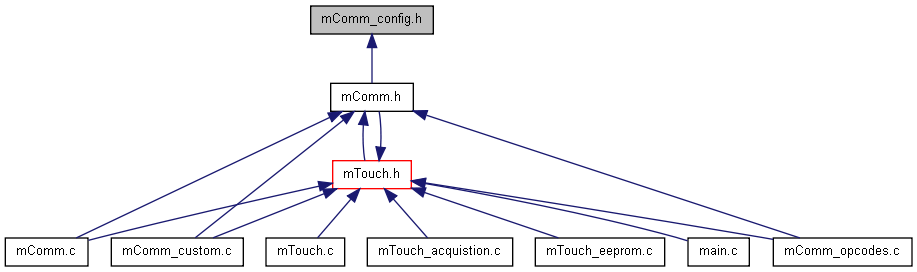 mComm_config.h
mComm.h
mTouch.h
mComm.c
mComm_custom.c
mTouch.c
mTouch_acquistion.c
mTouch_eeprom.c
main.c
mComm_opcodes.c